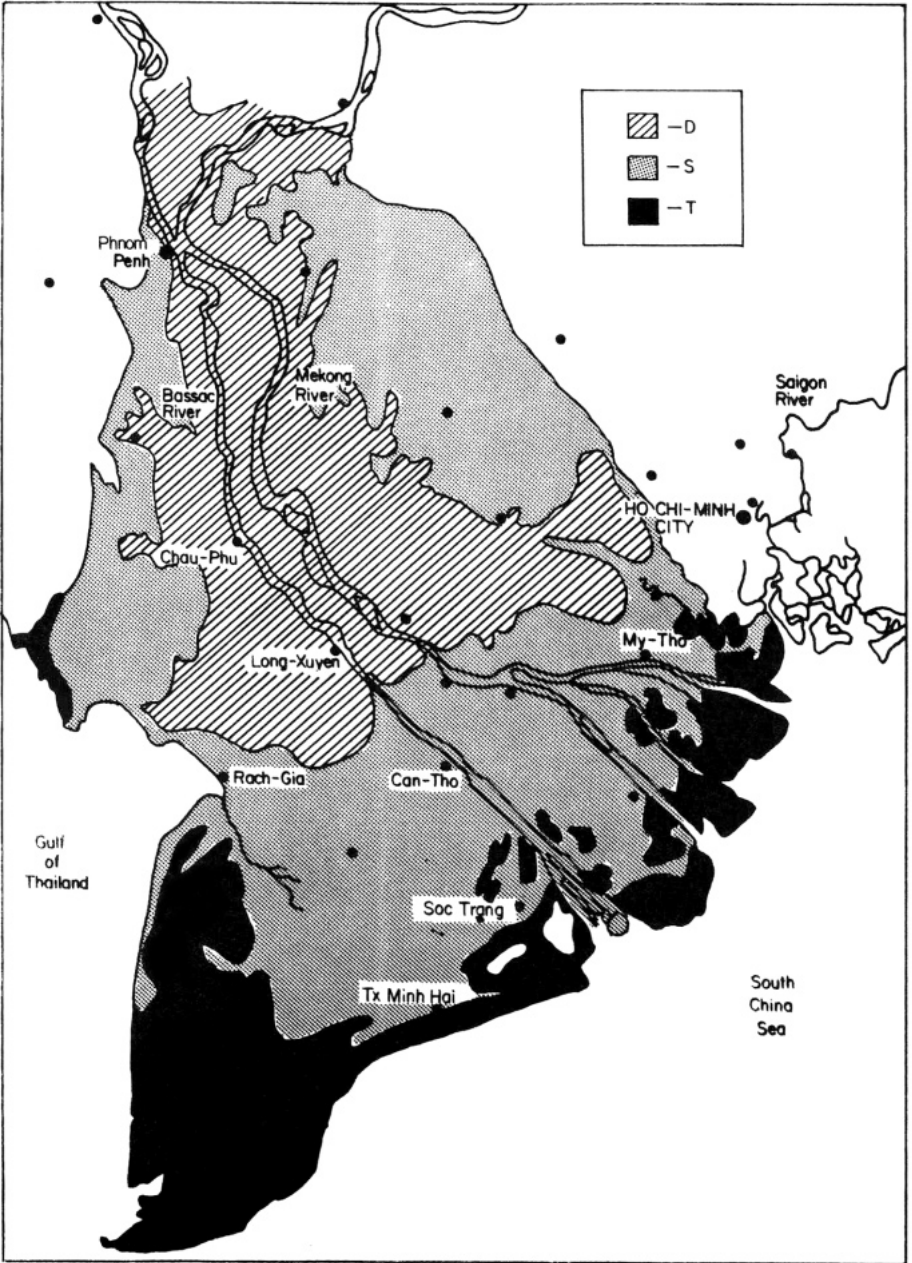 —D
—S
—T
Phnom
Penh
Bassac
River
Mekong
River
Saigon
River
HO CHI-MINH
CITY
Chau-Phu
Long-Xuyen
My-Tho
Rach-Gia
Can-Tho
Gulf
of
Thailand
Soc Trang
Tx Minh Hai
South
China
Sea